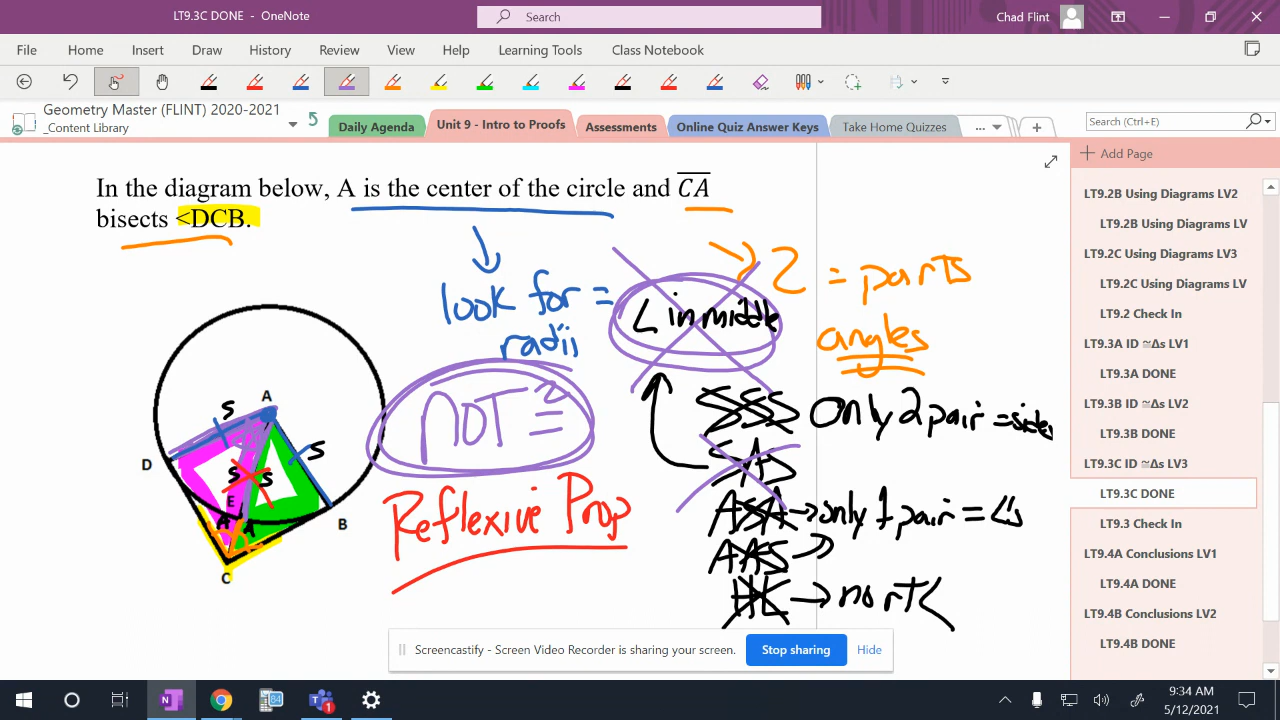 LT9.3C DONE - OneNote
Search
Chad Flint
File Home Insert Draw History Review View Help Learning Tools Class Notebook
Geometry Master (FLINT) 2020-2021
_Content Library
Daily Agenda
Unit 9 - Intro to Proofs
Assessments
Online Quiz Answer Keys
Take Home Quizzes
...
Search (Ctrl+E)
Add Page
In the diagram below, A is the center of the circle and CA
bisects <DCB.
look for =
radii
∠ in middle
2 = parts
angles
NOT ≅
Reflexive Prop
SSS Only 2 pair = sides
SAS
ASA → only 1 pair = ∠s
AAS
HL → no rt ∠
A
S
S
D
S
S
E
B
A
A
C
LT9.2B Using Diagrams LV2
LT9.2B Using Diagrams LV
LT9.2C Using Diagrams LV3
LT9.2C Using Diagrams LV
LT9.2 Check In
LT9.3A ID ≅Δs LV1
LT9.3A DONE
LT9.3B ID ≅Δs LV2
LT9.3B DONE
LT9.3C ID ≅Δs LV3
LT9.3C DONE
LT9.3 Check In
LT9.4A Conclusions LV1
LT9.4A DONE
LT9.4B Conclusions LV2
LT9.4B DONE
Screencastify - Screen Video Recorder is sharing your screen.
Stop sharing
Hide
84
1
9:34 AM
5/12/2021